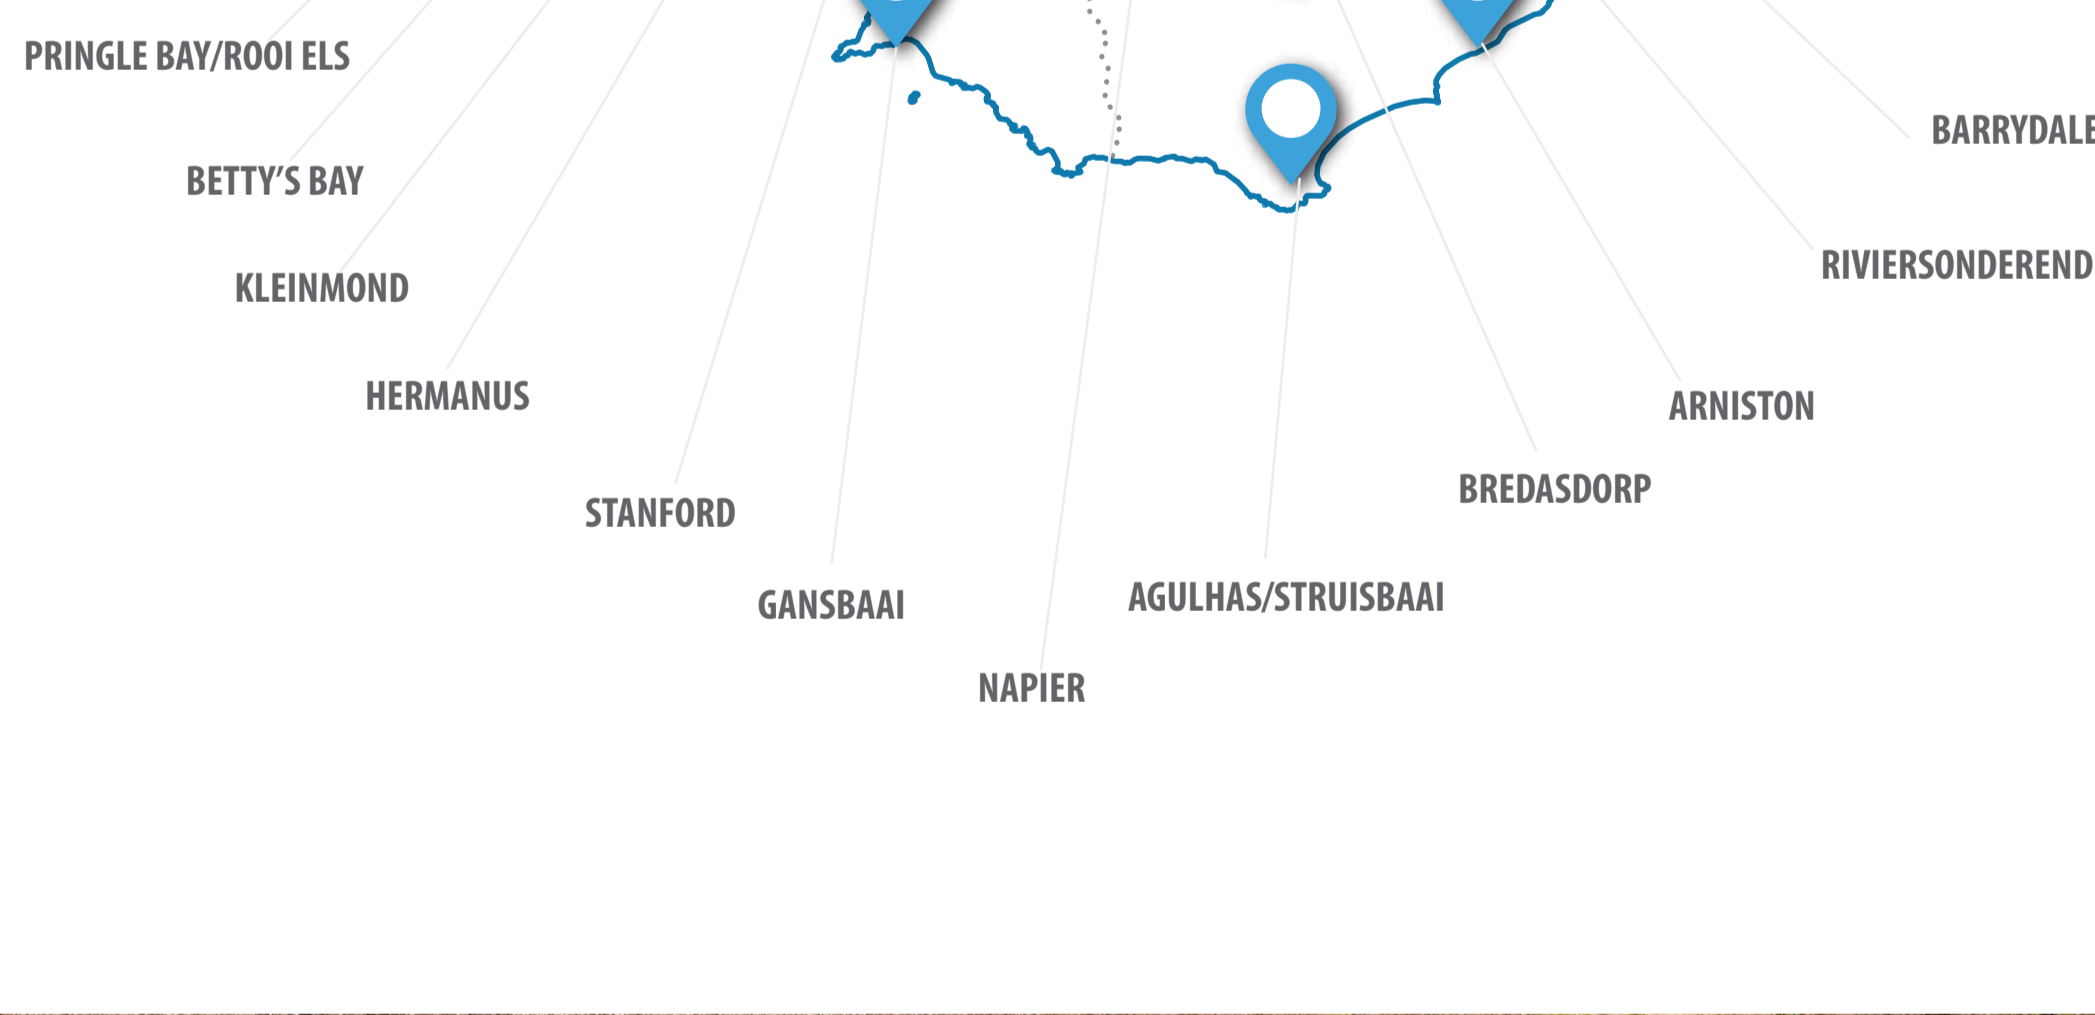 PRINGLE BAY/ROOI ELS
BARRYDALE
BETTY'S BAY
RIVIERSONDEREND
KLEINMOND
HERMANUS
ARNISTON
BREDASDORP
STANFORD
AGULHAS/STRUISBAAI
GANSBAAI
NAPIER